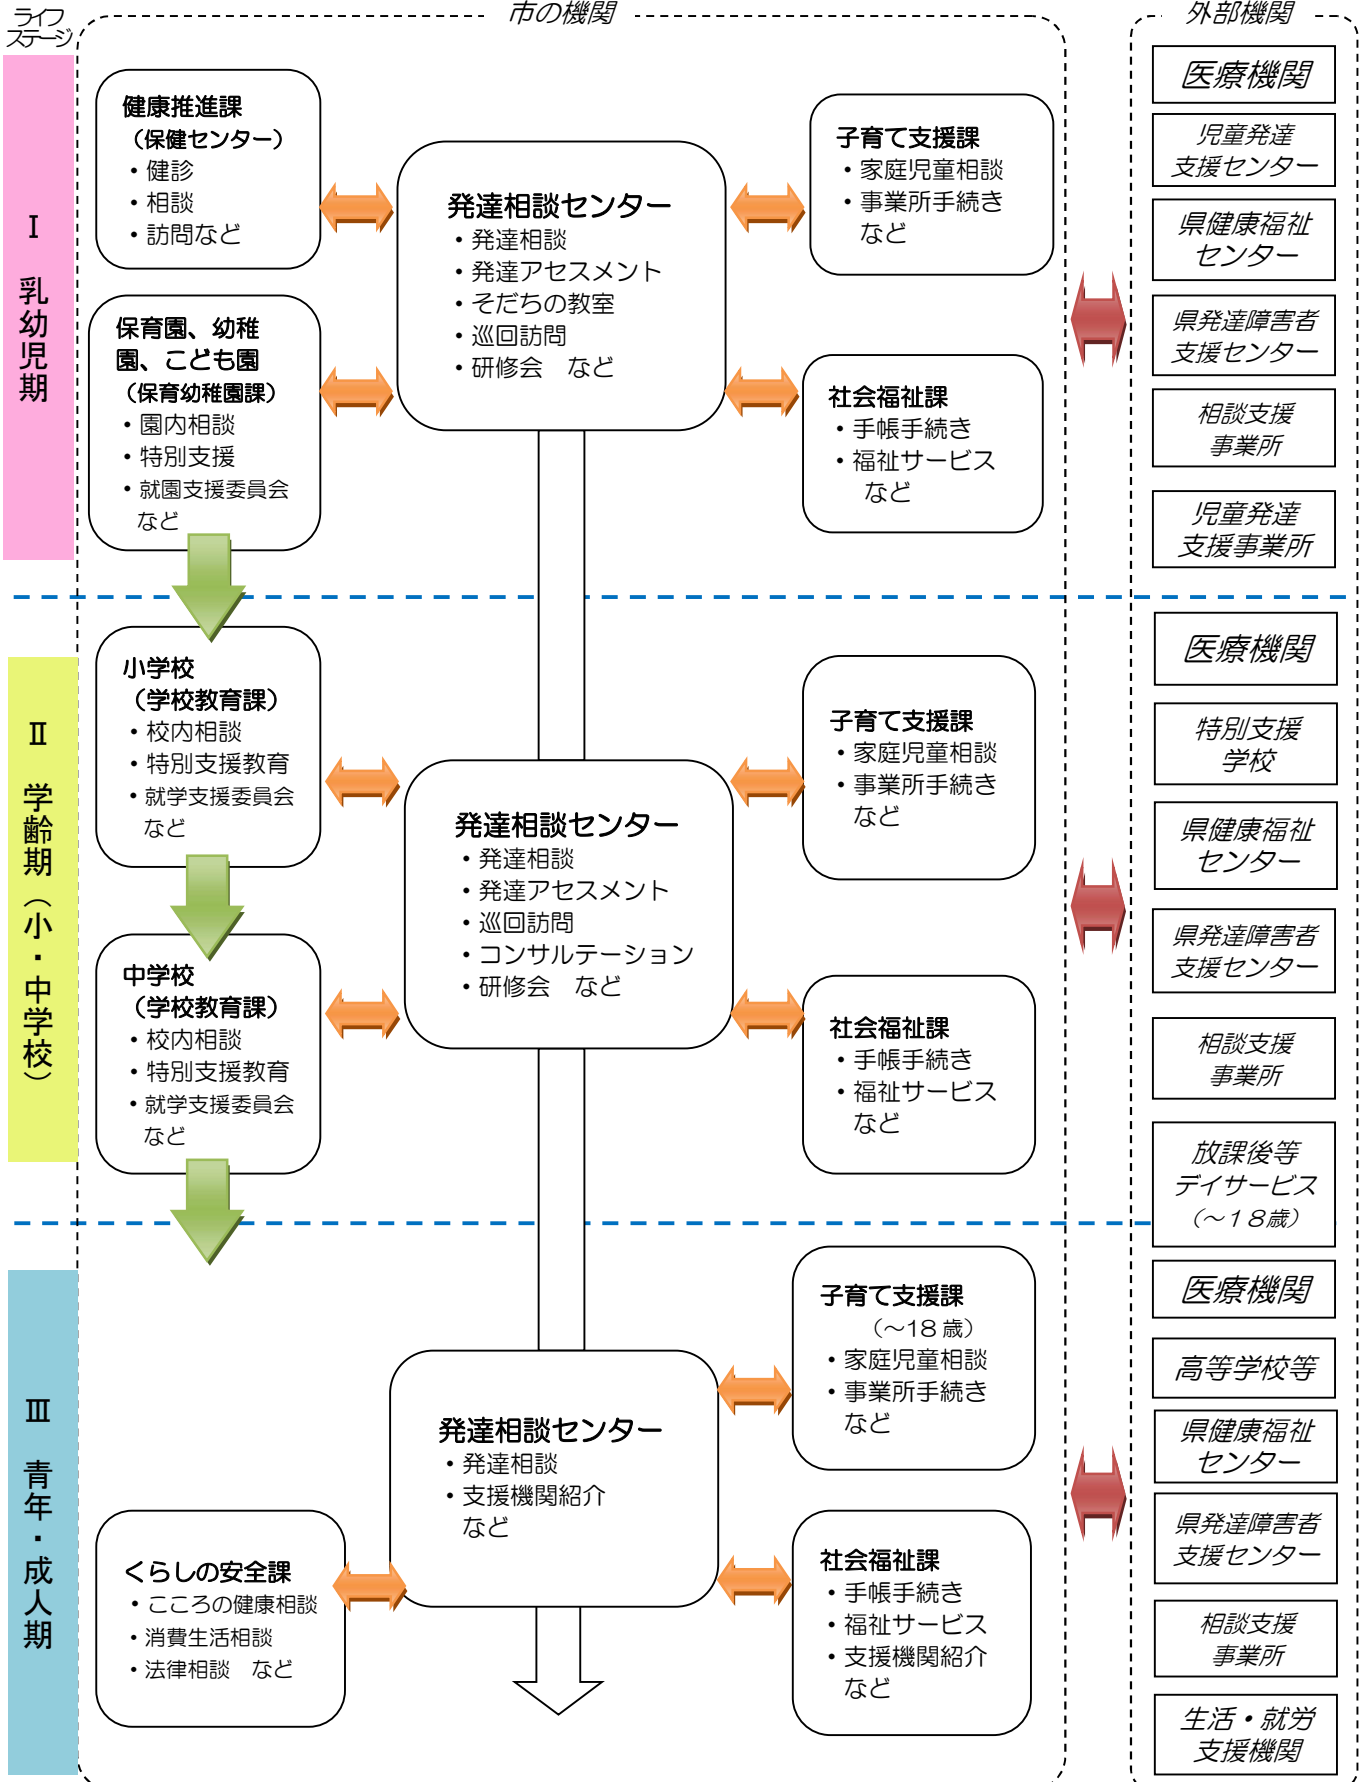 ライフ
ステージ
市の機関
外部機関
Ⅰ 乳幼児期
健康推進課
（保健センター）
・健診
・相談
・訪問など
保育園、幼稚
園、こども園
（保育幼稚園課）
・園内相談
・特別支援
・就園支援委員会
など
発達相談センター
・発達相談
・発達アセスメント
・そだちの教室
・巡回訪問
・研修会　など
子育て支援課
・家庭児童相談
・事業所手続き
など
社会福祉課
・手帳手続き
・福祉サービス
など
医療機関
児童発達
支援センター
県健康福祉
センター
県発達障害者
支援センター
相談支援
事業所
児童発達
支援事業所
Ⅱ 学齢期（小・中学校）
小学校
（学校教育課）
・校内相談
・特別支援教育
・就学支援委員会
など
中学校
（学校教育課）
・校内相談
・特別支援教育
・就学支援委員会
など
発達相談センター
・発達相談
・発達アセスメント
・巡回訪問
・コンサルテーション
・研修会　など
子育て支援課
・家庭児童相談
・事業所手続き
など
社会福祉課
・手帳手続き
・福祉サービス
など
医療機関
特別支援
学校
県健康福祉
センター
県発達障害者
支援センター
相談支援
事業所
放課後等
デイサービス
（～１８歳）
Ⅲ 青年・成人期
くらしの安全課
・こころの健康相談
・消費生活相談
・法律相談　など
発達相談センター
・発達相談
・支援機関紹介
など
子育て支援課
（～18 歳）
・家庭児童相談
・事業所手続き
など
社会福祉課
・手帳手続き
・福祉サービス
・支援機関紹介
など
医療機関
高等学校等
県健康福祉
センター
県発達障害者
支援センター
相談支援
事業所
生活・就労
支援機関